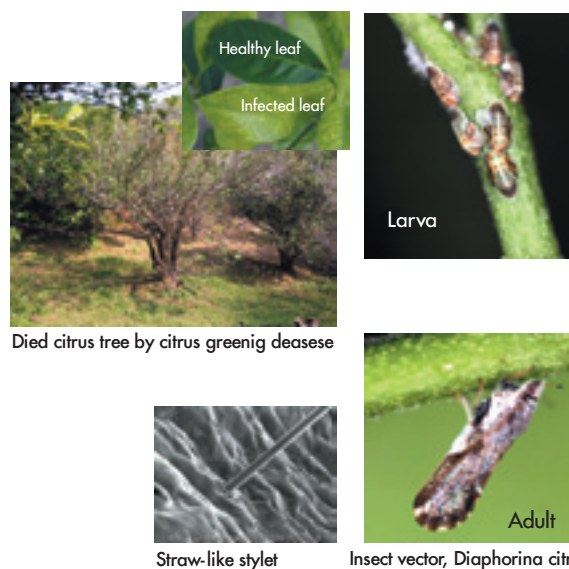 Healthy leaf
Infected leaf
Larva
Died citrus tree by citrus greenig deasese
Adult
Straw-like stylet
Insect vector, Diaphorina citr